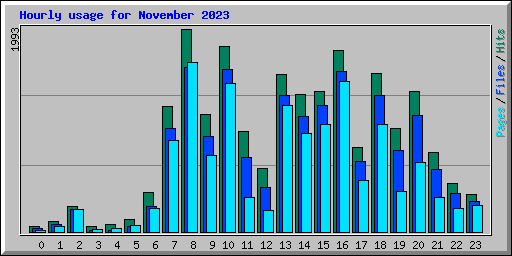 Hourly usage for November 2023
1993
Pages / Files / Hits
0 1 2 3 4 5 6 7 8 9 10 11 12 13 14 15 16 17 18 19 20 21 22 23